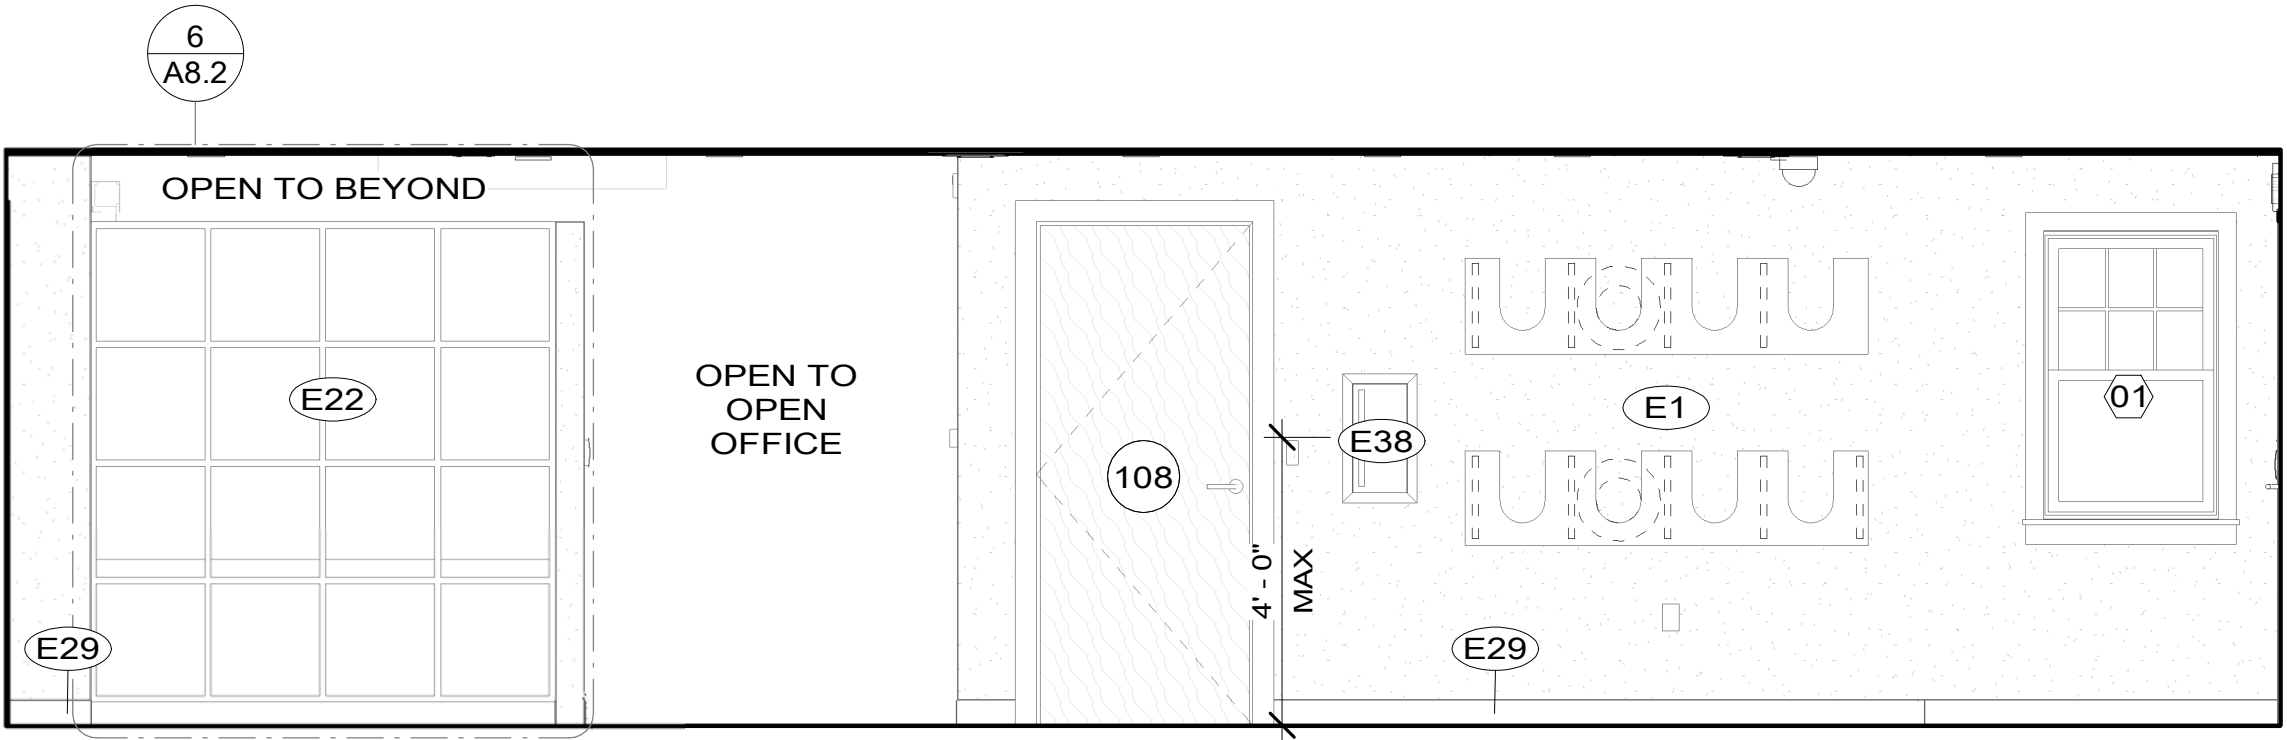 6
A8.2
OPEN TO BEYOND
E22
E29
OPEN TO
OPEN
OFFICE
108
4' - 0"
MAX
E38
E1
E29
01